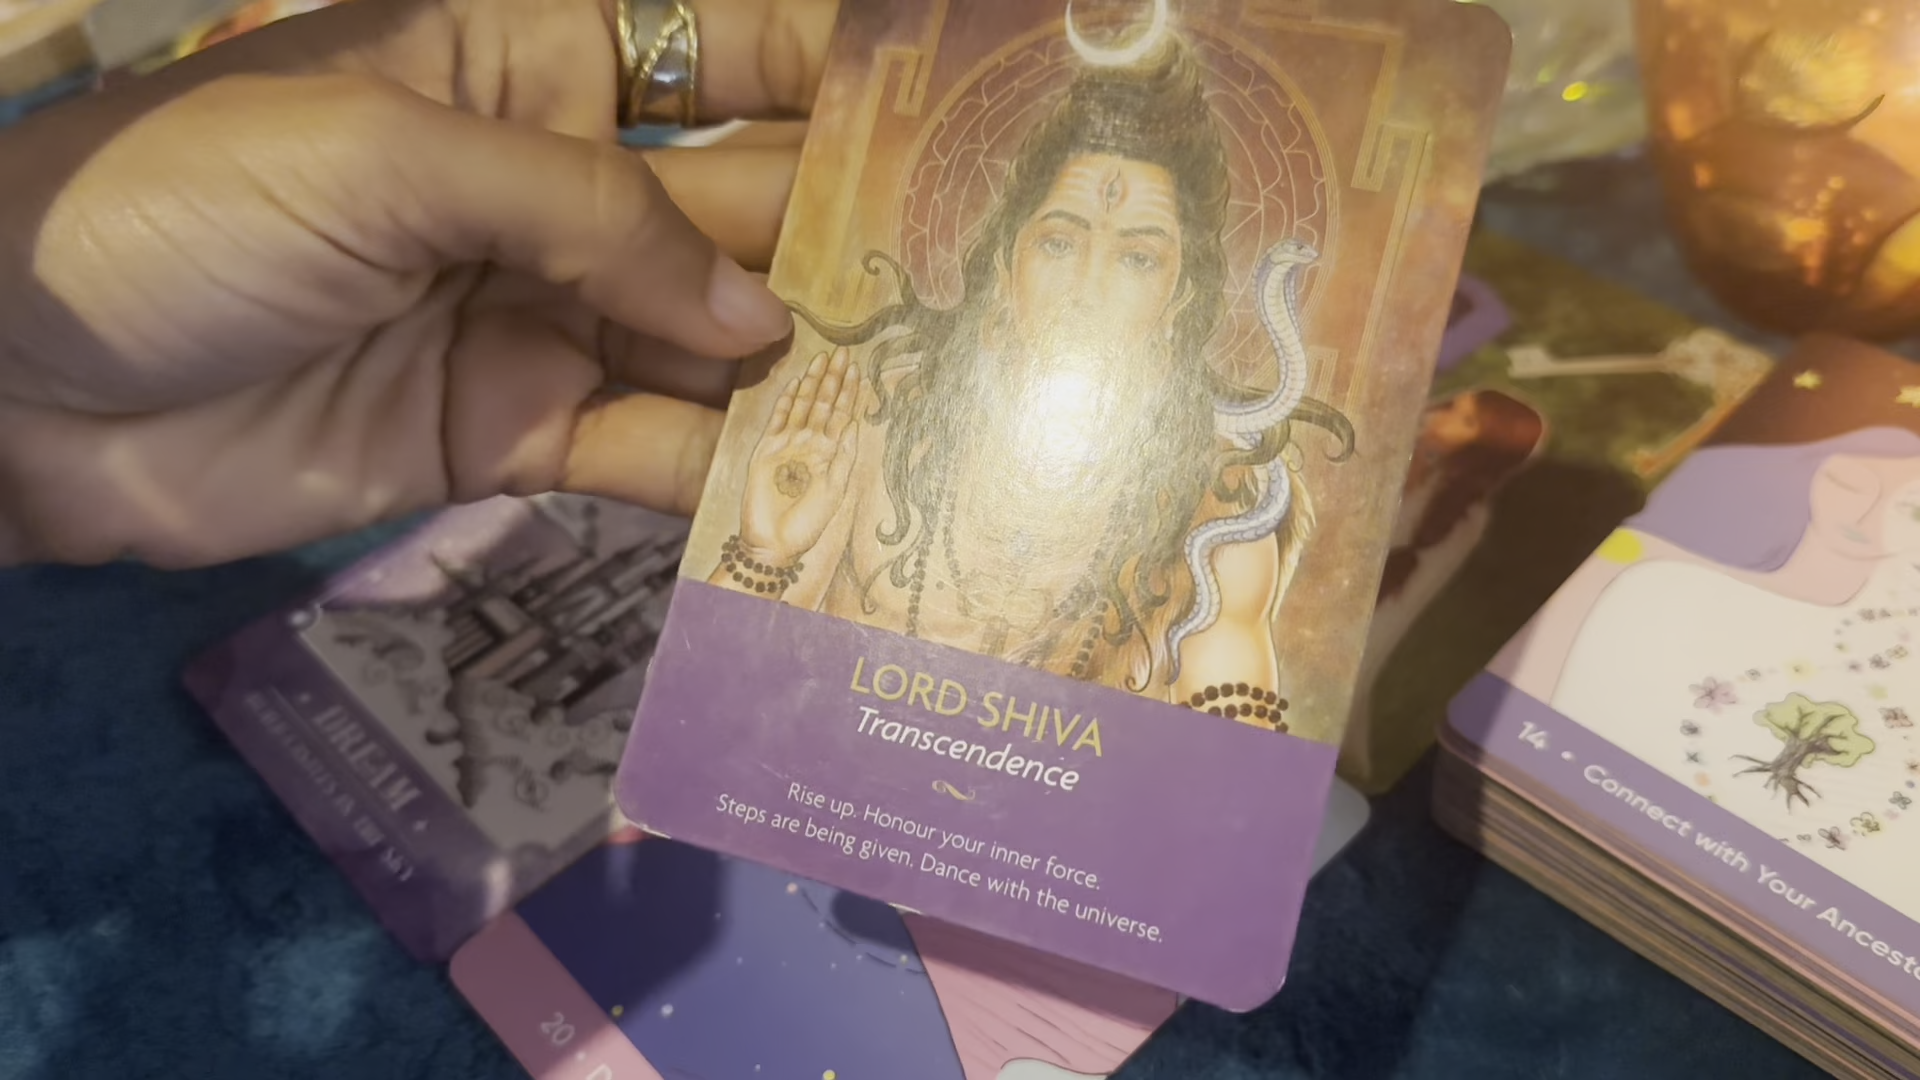 LORD SHIVA
Transcendence
Rise up. Honour your inner force.
Steps are being given. Dance with the universe.
DREAM
14 • Connect with Your Ancesto
20 • D